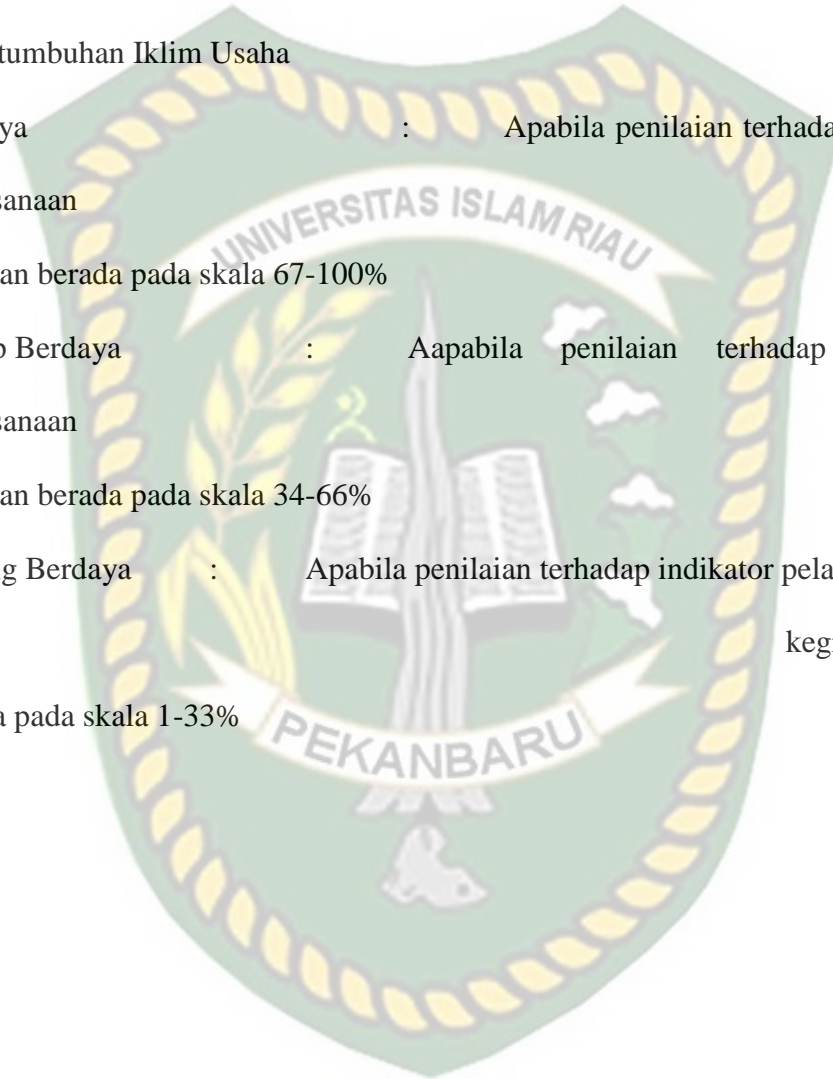 tumbuhan Iklim Usaha
ya : Apabila penilaian terhada
sanaan
UNIVERSITAS ISLAM RIAU
an berada pada skala 67-100%
p Berdaya : Aapabila penilaian terhadap
sanaan
an berada pada skala 34-66%
g Berdaya : Apabila penilaian terhadap indikator pela
keg
a pada skala 1-33%
PEKANBARU